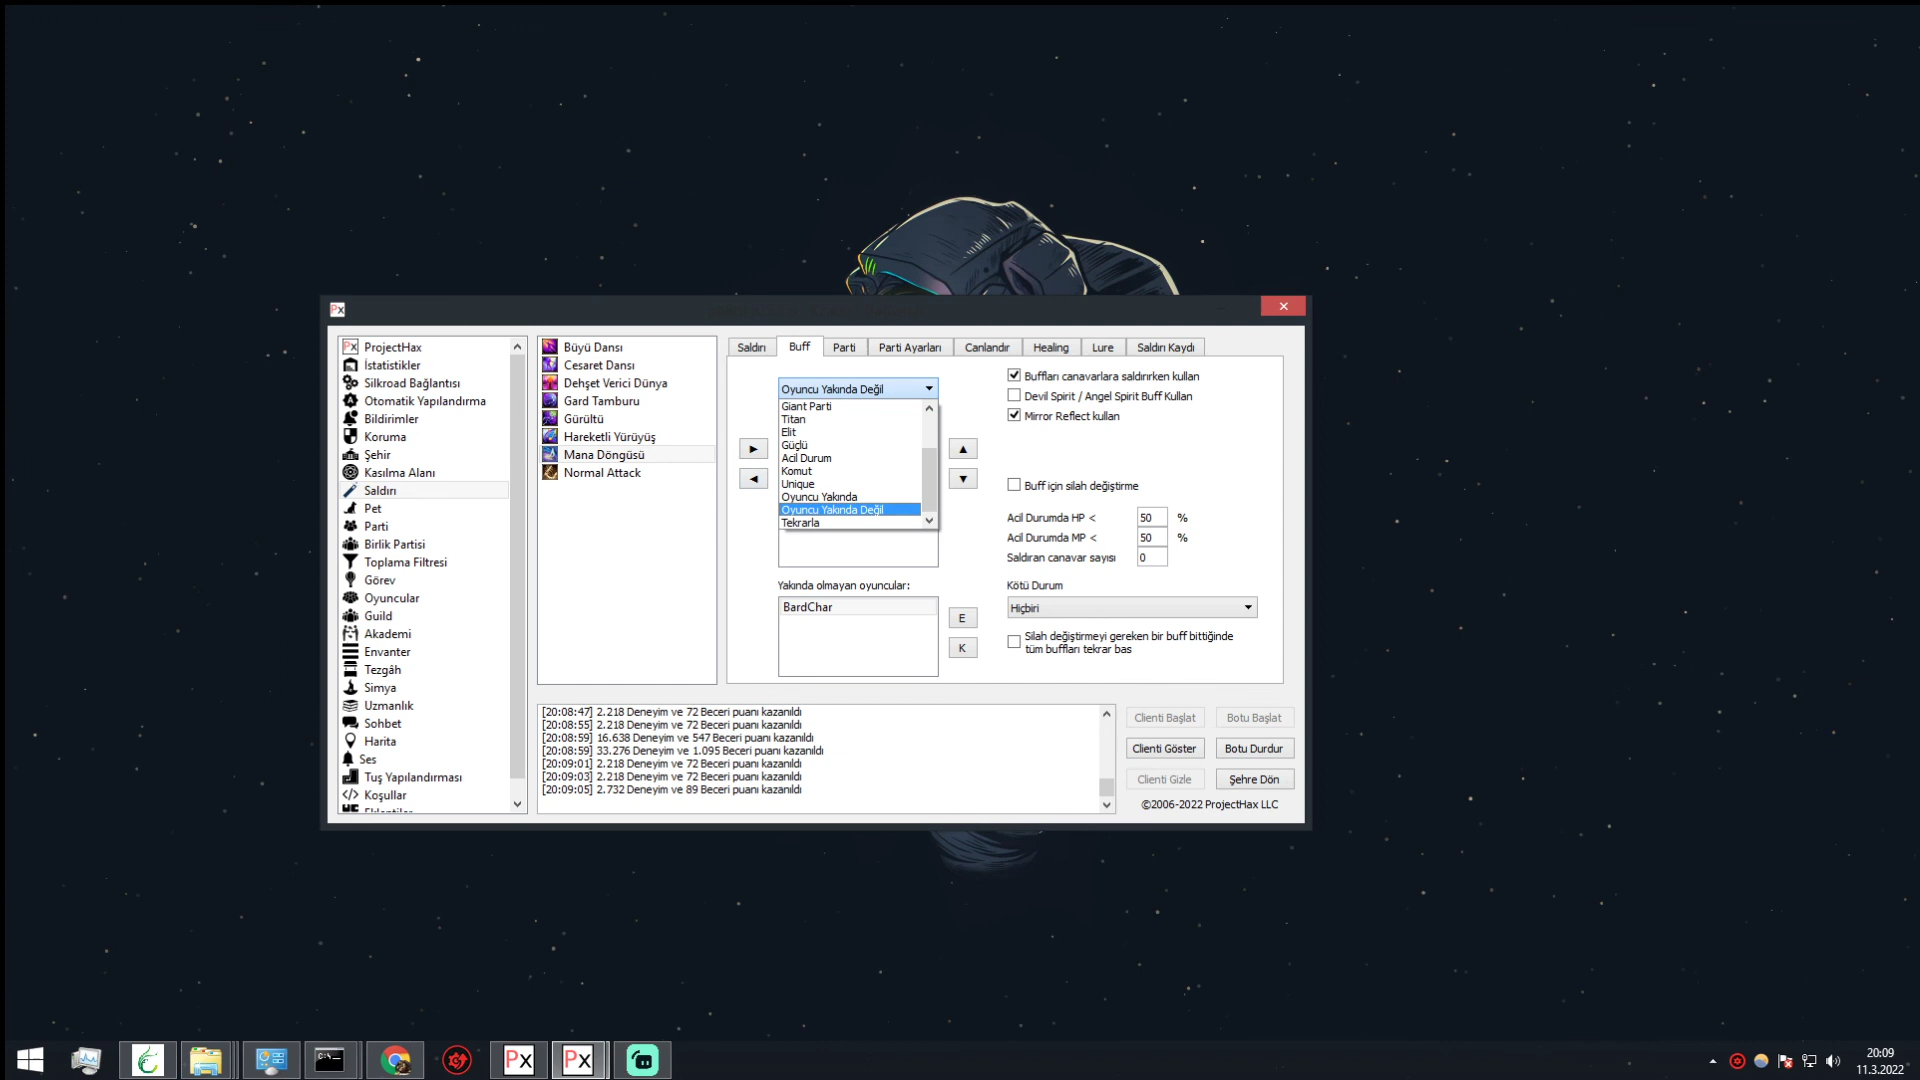 Px
Px ProjectHax
İstatistikler
Silkroad Bağlantısı
Otomatik Yapılandırma
Bildirimler
Koruma
Şehir
Kasılma Alanı
Saldırı
Pet
Parti
Birlik Partisi
Toplama Filtresi
Görev
Oyuncular
Guild
Akademi
Envanter
Tezgâh
Simya
Uzmanlık
Sohbet
Harita
Ses
Tuş Yapılandırması
Koşullar
Büyü Dansı
Cesaret Dansı
Dehşet Verici Dünya
Gard Tamburu
Gürültü
Hareketli Yürüyüş
Mana Döngüsü
Normal Attack
Saldırı
Buff
Parti
Parti Ayarları
Canlandır
Healing
Lure
Saldırı Kaydı
Oyuncu Yakında Değil
Giant Parti
Titan
Elit
Güçlü
Acil Durum
Komut
Unique
Oyuncu Yakında
Oyuncu Yakında Değil
Tekrarla
Yakında olmayan oyuncular:
BardChar
E
K
Buffları canavarlara saldırırken kullan
Devil Spirit / Angel Spirit Buff Kullan
Mirror Reflect kullan
Buff için silah değiştirme
Acil Durumda HP < 50 %
Acil Durumda MP < 50 %
Saldıran canavar sayısı 0
Kötü Durum
Hiçbiri
Silah değiştirmeyi gereken bir buff bittiğinde
tüm buffları tekrar bas
[20:08:47] 2.218 Deneyim ve 72 Beceri puanı kazanıldı
[20:08:55] 2.218 Deneyim ve 72 Beceri puanı kazanıldı
[20:08:59] 16.638 Deneyim ve 547 Beceri puanı kazanıldı
[20:08:59] 33.276 Deneyim ve 1.095 Beceri puanı kazanıldı
[20:09:01] 2.218 Deneyim ve 72 Beceri puanı kazanıldı
[20:09:03] 2.218 Deneyim ve 72 Beceri puanı kazanıldı
[20:09:05] 2.732 Deneyim ve 89 Beceri puanı kazanıldı
Clienti Başlat
Botu Başlat
Clienti Göster
Botu Durdur
Clienti Gizle
Şehre Dön
©2006-2022 ProjectHax LLC
C:\
PX
PX
20:09
11.3.2022